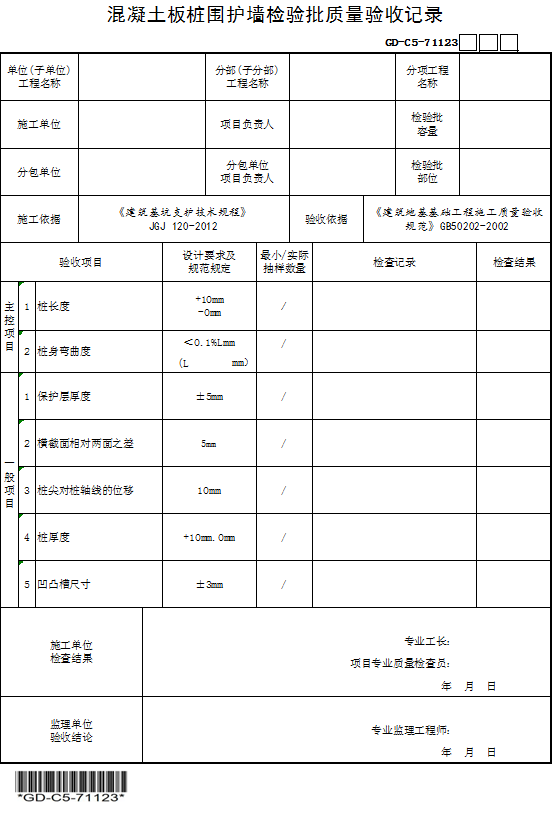 混凝土板桩围护墙检验批质量验收记录
GD-C5-71123
单位(子单位)
工程名称
分部(子分部)
工程名称
分项工程
名称
施工单位
项目负责人
检验批
容量
分包单位
分包单位
项目负责人
检验批
部位
施工依据
《建筑基坑支护技术规程》
JGJ 120-2012
验收依据
《建筑地基基础工程施工质量验收
规范》GB50202-2002
验收项目
设计要求及
规范规定
最小/实际
抽样数量
检查记录
检查结果
主控项目
1 桩长度 +10mm -0mm /
2 桩身弯曲度 <0.1%Lmm (L mm) /
一般项目
1 保护层厚度 ±5mm /
2 横截面相对两面之差 5mm /
3 桩尖对桩轴线的位移 10mm /
4 桩厚度 +10mm.0mm /
5 凹凸槽尺寸 ±3mm /
施工单位
检查结果
专业工长:
项目专业质量检查员:
年 月 日
监理单位
验收结论
专业监理工程师:
年 月 日
*GD-C5-71123*